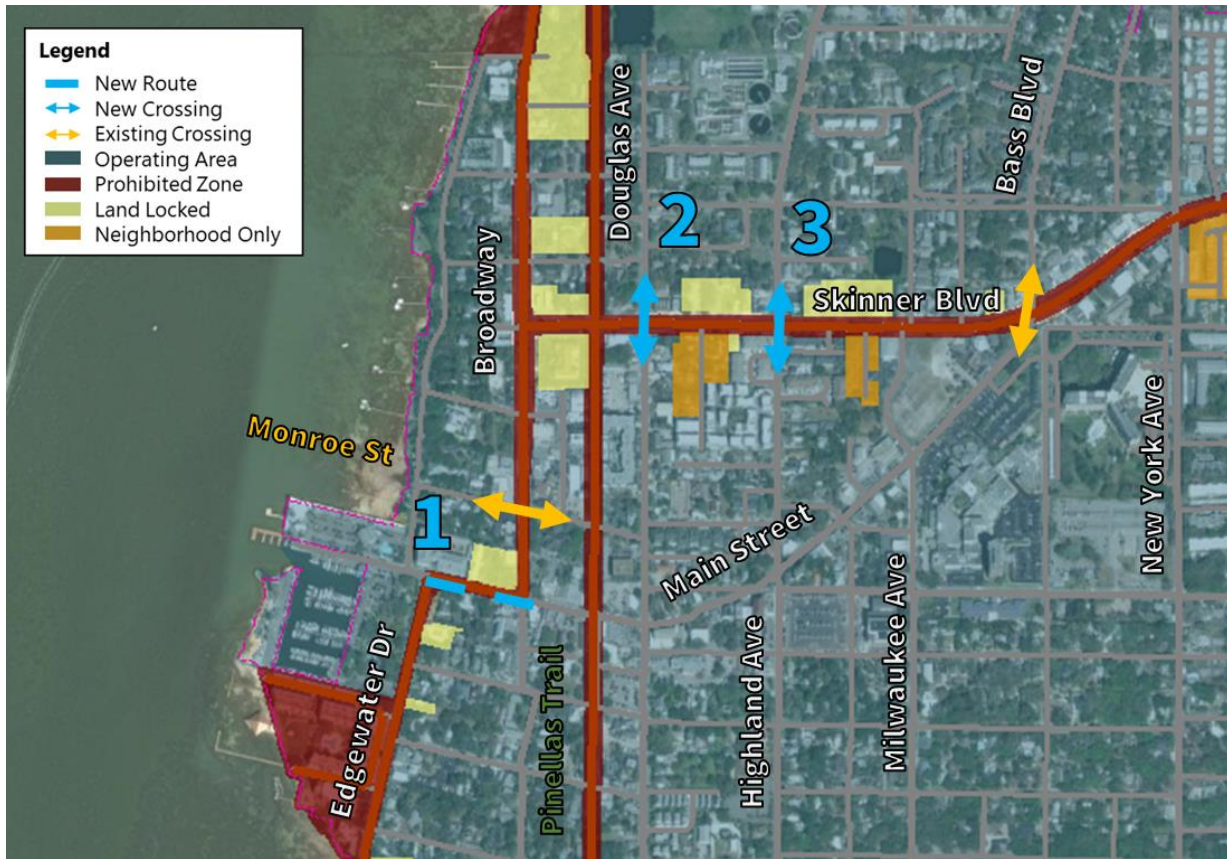 Legend
New Route
New Crossing
Existing Crossing
Operating Area
Prohibited Zone
Land Locked
Neighborhood Only
Douglas Ave
Bass Blvd
2
3
Broadway
Skinner Blvd
Monroe St
1
Main Street
New York Ave
Edgewater Dr
Pinellas Trail
Highland Ave
Milwaukee Ave